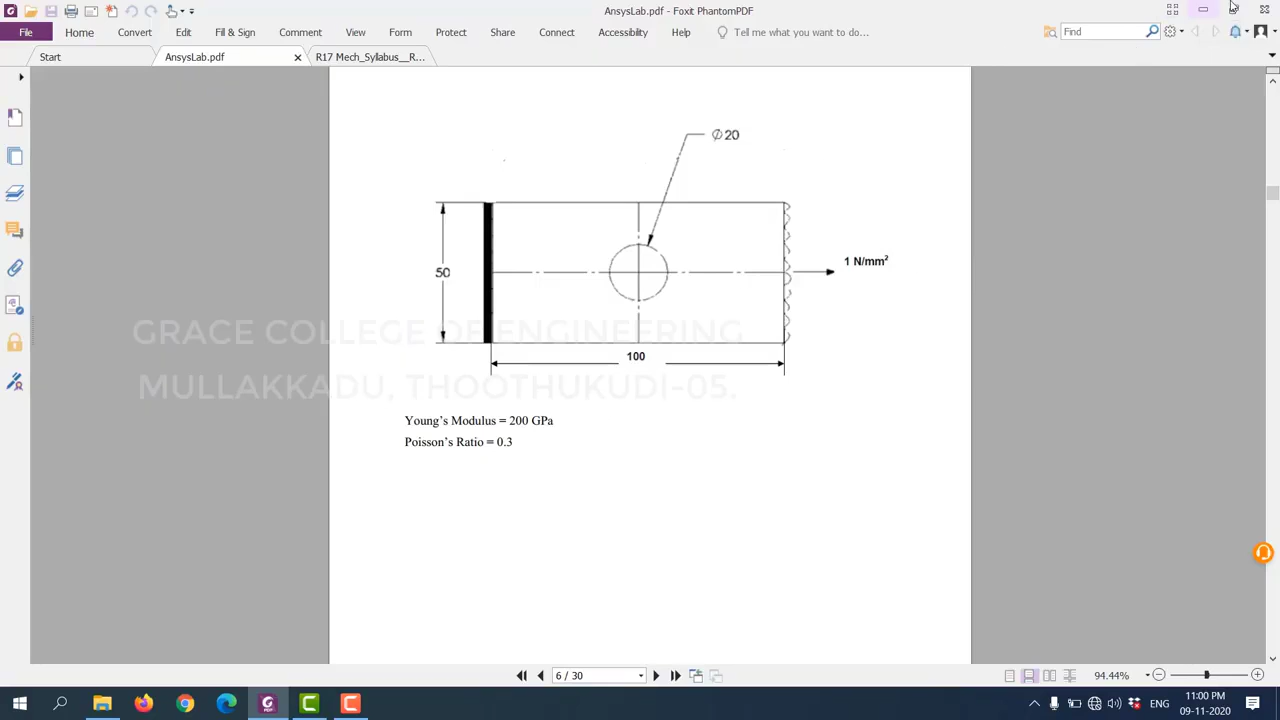 AnsysLab.pdf - Foxit PhantomPDF
File Home Convert Edit Fill & Sign Organize Comment View Form Protect Share Connect Accessibility Help Tell me what you want to do... Find
Start AnsysLab.pdf R17 Mech_Syllabus__R...
Ø20
50
1 N/mm²
GRACE COLLEGE OF ENGINEERING
100
MULLAKKADU, THOOTHUKUDI-05.
Young's Modulus = 200 GPa
Poisson's Ratio = 0.3
6 / 30
94.44%
ENG
11:00 PM
09-11-2020